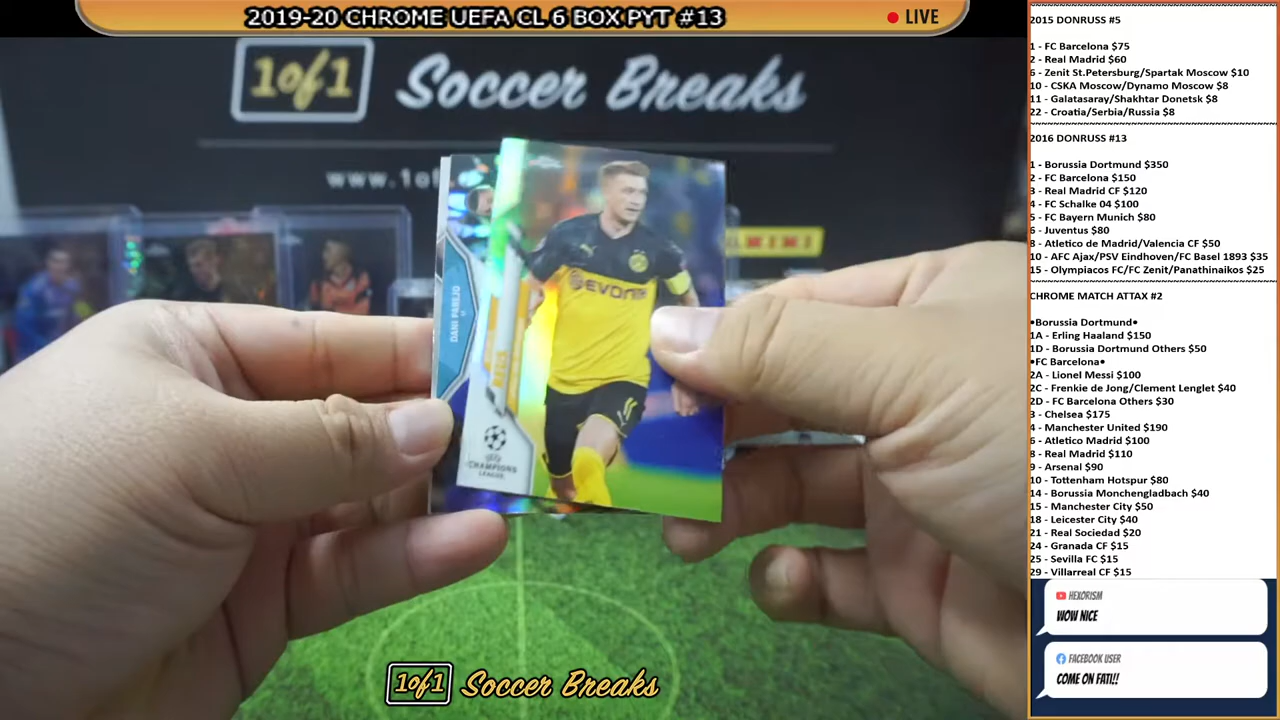 2019-20 CHROME UEFA CL 6 BOX PYT #13
LIVE
1of1 Soccer Breaks
www.1of
PANINI
DANI PAREJO
EVONIK
REUS
CHAMPIONS
LEAGUE
1of1 Soccer Breaks
2015 DONRUSS #5
1 - FC Barcelona $75
2 - Real Madrid $60
6 - Zenit St.Petersburg/Spartak Moscow $10
10 - CSKA Moscow/Dynamo Moscow $8
11 - Galatasaray/Shakhtar Donetsk $8
22 - Croatia/Serbia/Russia $8
2016 DONRUSS #13
1 - Borussia Dortmund $350
2 - FC Barcelona $150
3 - Real Madrid CF $120
4 - FC Schalke 04 $100
5 - FC Bayern Munich $80
6 - Juventus $80
8 - Atletico de Madrid/Valencia CF $50
10 - AFC Ajax/PSV Eindhoven/FC Basel 1893 $35
15 - Olympiacos FC/FC Zenit/Panathinaikos $25
CHROME MATCH ATTAX #2
•Borussia Dortmund•
1A - Erling Haaland $150
1D - Borussia Dortmund Others $50
•FC Barcelona•
2A - Lionel Messi $100
2C - Frenkie de Jong/Clement Lenglet $40
2D - FC Barcelona Others $30
3 - Chelsea $175
4 - Manchester United $190
6 - Atletico Madrid $100
8 - Real Madrid $110
9 - Arsenal $90
10 - Tottenham Hotspur $80
14 - Borussia Monchengladbach $40
15 - Manchester City $50
18 - Leicester City $40
21 - Real Sociedad $20
24 - Granada CF $15
25 - Sevilla FC $15
29 - Villarreal CF $15
HEXORISM
WOW NICE
FACEBOOK USER
COME ON FATI!!